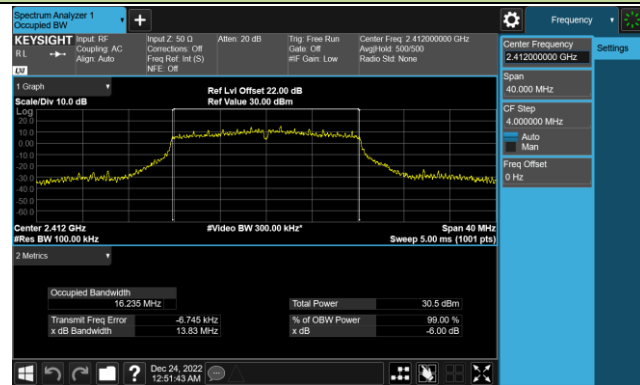 Spectrum Analyzer 1
Occupied BW
Frequency
KEYSIGHT
RL
LXI
Input: RF
Coupling: AC
Align: Auto
Input Z: 50 Ω
Corrections: Off
Freq Ref: Int (S)
NFE: Off
Atten: 20 dB
Trig: Free Run
Gate: Off
#IF Gain: Low
Center Freq: 2.412000000 GHz
Avg|Hold: 500/500
Radio Std: None
Center Frequency
2.412000000 GHz
Settings
Span
40.000 MHz
CF Step
4.000000 MHz
Auto
Man
Freq Offset
0 Hz
1 Graph
Scale/Div 10.0 dB
Ref Lvl Offset 22.00 dB
Ref Value 30.00 dBm
Log
20.0
10.0
0.00
-10.0
-20.0
-30.0
-40.0
-50.0
-60.0
Center 2.412 GHz
#Res BW 100.00 kHz
#Video BW 300.00 kHz*
Span 40 MHz
Sweep 5.00 ms (1001 pts)
2 Metrics
Occupied Bandwidth
16.235 MHz
Total Power 30.5 dBm
Transmit Freq Error -6.745 kHz
% of OBW Power 99.00 %
x dB Bandwidth 13.83 MHz
x dB -6.00 dB
?
Dec 24, 2022
12:51:43 AM